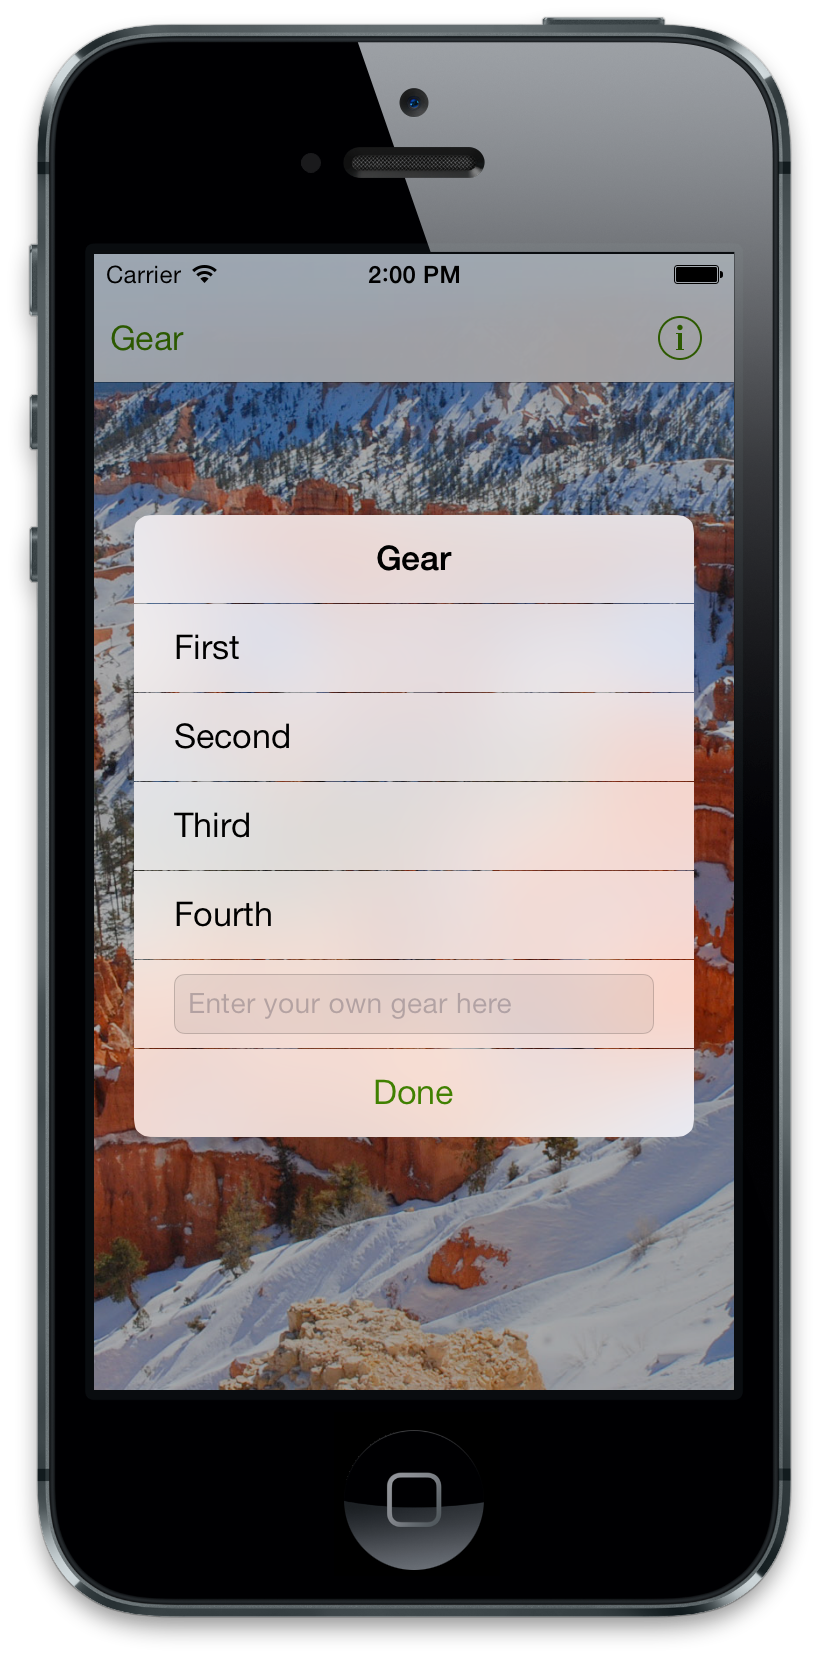 Carrier 2:00 PM
Gear i
Gear
First
Second
Third
Fourth
Enter your own gear here
Done